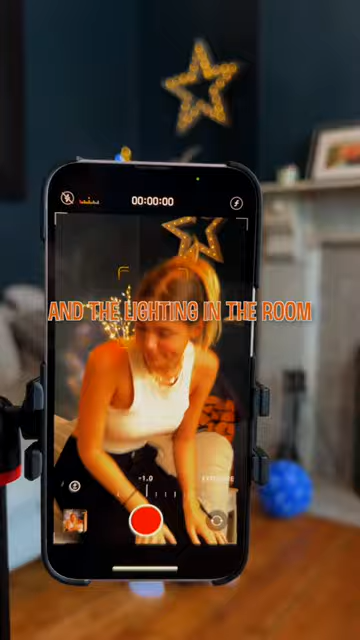 00:00:00
AND THE LIGHTING IN THE ROOM
-1.0
EXPOSURE